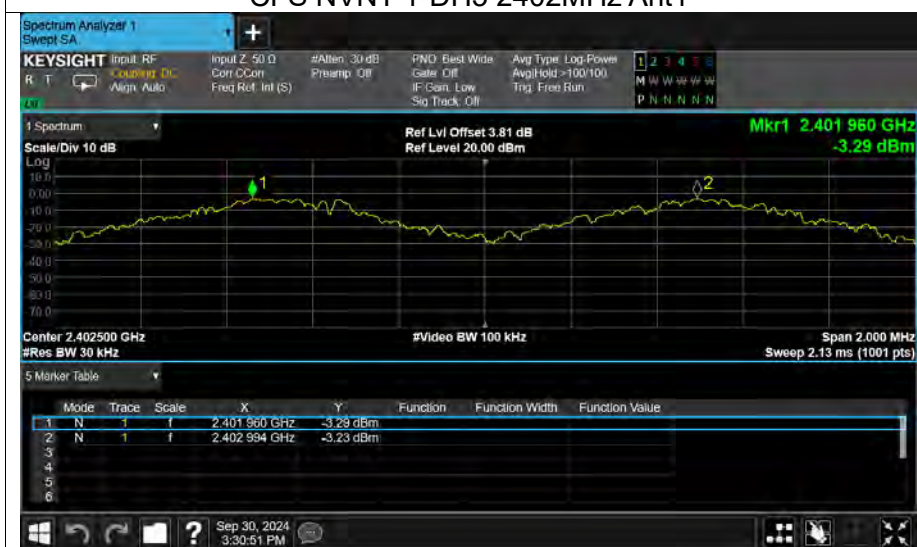 CFS NVNT 1-DH3 2402MHz Ant1
Spectrum Analyzer 1
Swept SA
+
KEYSIGHT Input: RF Input Z: 50 Ω #Atten: 30 dB PNO: Best Wide Avg Type: Log-Power 1 2 3 4 5 6
R T Coupling: DC Corr CCorr Preamp: Off Gate: Off Avg|Hold >100/100 M W W W W W
Align: Auto Freq Ref: Int (S) IF Gain: Low Trig: Free Run
Sig Track: Off P N N N N N
1 Spectrum Ref Lvl Offset 3.81 dB Mkr1 2.401 960 GHz
Scale/Div 10 dB Ref Level 20.00 dBm -3.29 dBm
Log
10.0
0.00
-10.0
-20.0
-30.0
-40.0
-50.0
-60.0
-70.0
1
2
Center 2.402500 GHz #Video BW 100 kHz Span 2.000 MHz
#Res BW 30 kHz Sweep 2.13 ms (1001 pts)
5 Marker Table
Mode Trace Scale X Y Function Function Width Function Value
1 N 1 f 2.401 960 GHz -3.29 dBm
2 N 1 f 2.402 994 GHz -3.23 dBm
3
4
5
6
? Sep 30, 2024
3:30:51 PM